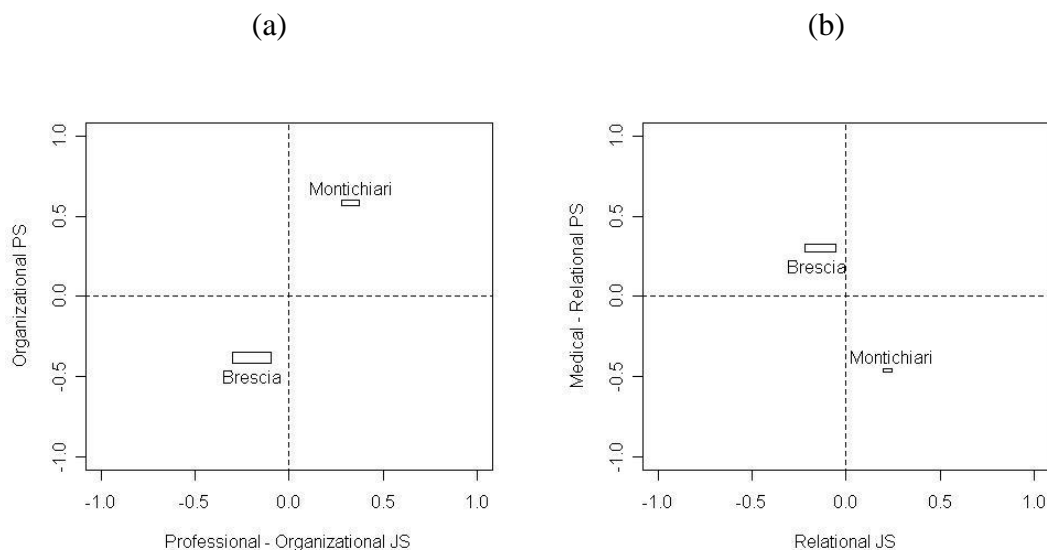 (a)
1.0
0.5
0.0
-0.5
-1.0
Organizational PS
Montichiari
Brescia
-1.0 -0.5 0.0 0.5 1.0
Professional - Organizational JS
(b)
1.0
0.5
0.0
-0.5
-1.0
Medical - Relational PS
Brescia
Montichiari
-1.0 -0.5 0.0 0.5 1.0
Relational JS